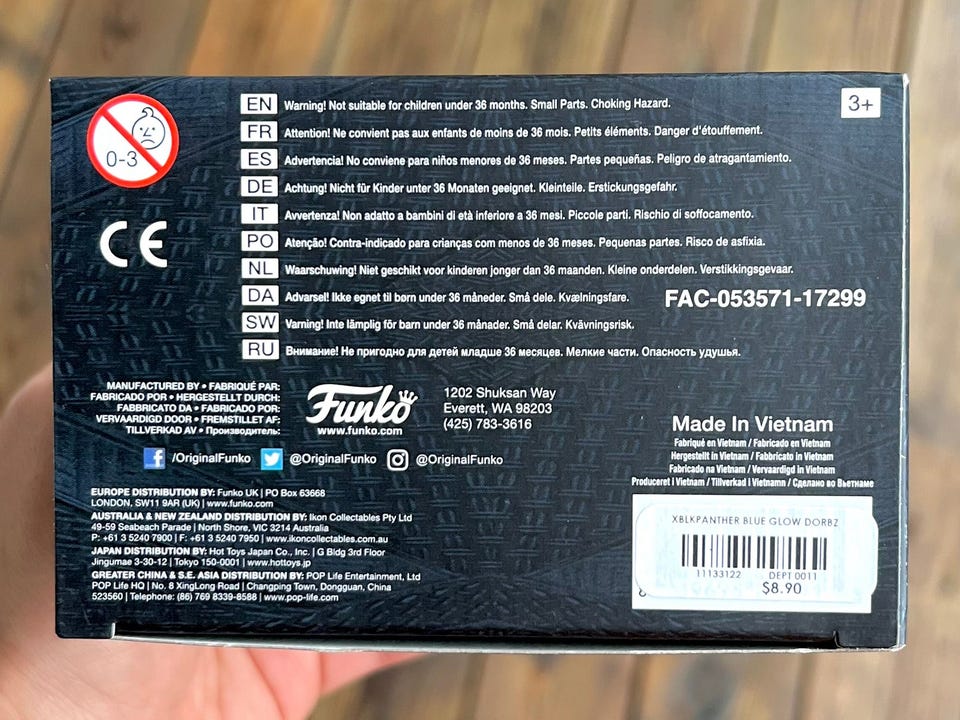 0-3
EN Warning! Not suitable for children under 36 months. Small Parts. Choking Hazard.
3+
FR Attention! Ne convient pas aux enfants de moins de 36 mois. Petits éléments. Danger d'étouffement.
ES Advertencia! No conviene para niños menores de 36 meses. Partes pequeñas. Peligro de atragantamiento.
DE Achtung! Nicht für Kinder unter 36 Monaten geeignet. Kleinteile. Erstickungsgefahr.
IT Avvertenza! Non adatto a bambini di età inferiore a 36 mesi. Piccole parti. Rischio di soffocamento.
PO Atenção! Contra-indicado para crianças com menos de 36 meses. Pequenas partes. Risco de asfixia.
NL Waarschuwing! Niet geschikt voor kinderen jonger dan 36 maanden. Kleine onderdelen. Verstikkingsgevaar.
DA Advarsel! Ikke egnet til børn under 36 måneder. Små dele. Kvælningsfare.
SW Varning! Inte lämplig för barn under 36 månader. Små delar. Kvävningsrisk.
RU Внимание! Не пригодно для детей младше 36 месяцев. Мелкие части. Опасность удушья.
CE
FAC-053571-17299
MANUFACTURED BY • FABRIQUÉ PAR:
FABRICADO POR • HERGESTELLT DURCH:
FABBRICATO DA • FABRICADO POR:
VERVAARDIGD DOOR • FREMSTILLET AF:
TILLVERKAD AV • Производитель:
Funko
www.funko.com
1202 Shuksan Way
Everett, WA 98203
(425) 783-3616
/OriginalFunko @OriginalFunko @OriginalFunko
Made In Vietnam
Fabriqué en Vietnam / Fabricado en Vietnam
Hergestellt in Vietnam / Fabbricato in Vietnam
Fabricado na Vietnam / Vervaardigd in Vietnam
Produceret i Vietnam / Tillverkad i Vietnamn / Сделано во Вьетнаме
EUROPE DISTRIBUTION BY: Funko UK | PO Box 63668
LONDON, SW11 9AR (UK) | www.funko.com
AUSTRALIA & NEW ZEALAND DISTRIBUTION BY: Ikon Collectables Pty Ltd
49-59 Seabeach Parade | North Shore, VIC 3214 Australia
P: +61 3 5240 7900 | F: +61 3 5240 7950 | www.ikoncollectables.com.au
JAPAN DISTRIBUTION BY: Hot Toys Japan Co., Inc. | G Bldg 3rd Floor
Jingumae 3-30-12 | Tokyo 150-0001 | www.hottoys.jp
GREATER CHINA & S.E. ASIA DISTRIBUTION BY: POP Life Entertainment, Ltd
POP Life HQ | No. 8 XingLong Road | Changping Town, Dongguan, China
523560 | Telephone: (86) 769 8339-8588 | www.pop-life.com
XBLKPANTHER BLUE GLOW DORBZ
11133122 DEPT 0011
$8.90